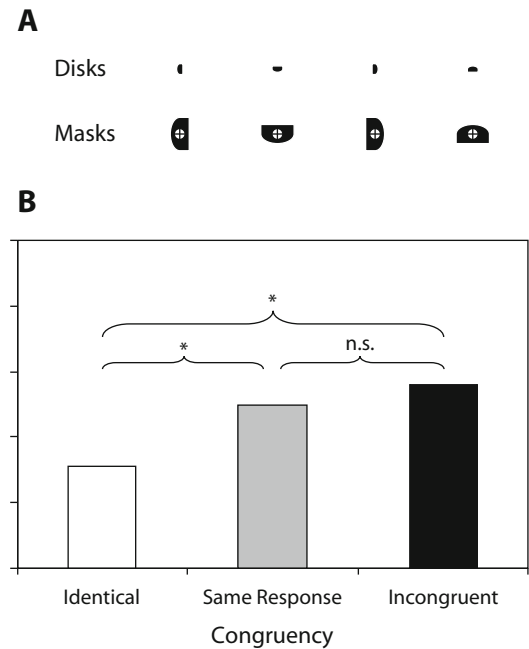 A
Disks
Masks
B
*
* n.s.
Identical Same Response Incongruent
Congruency